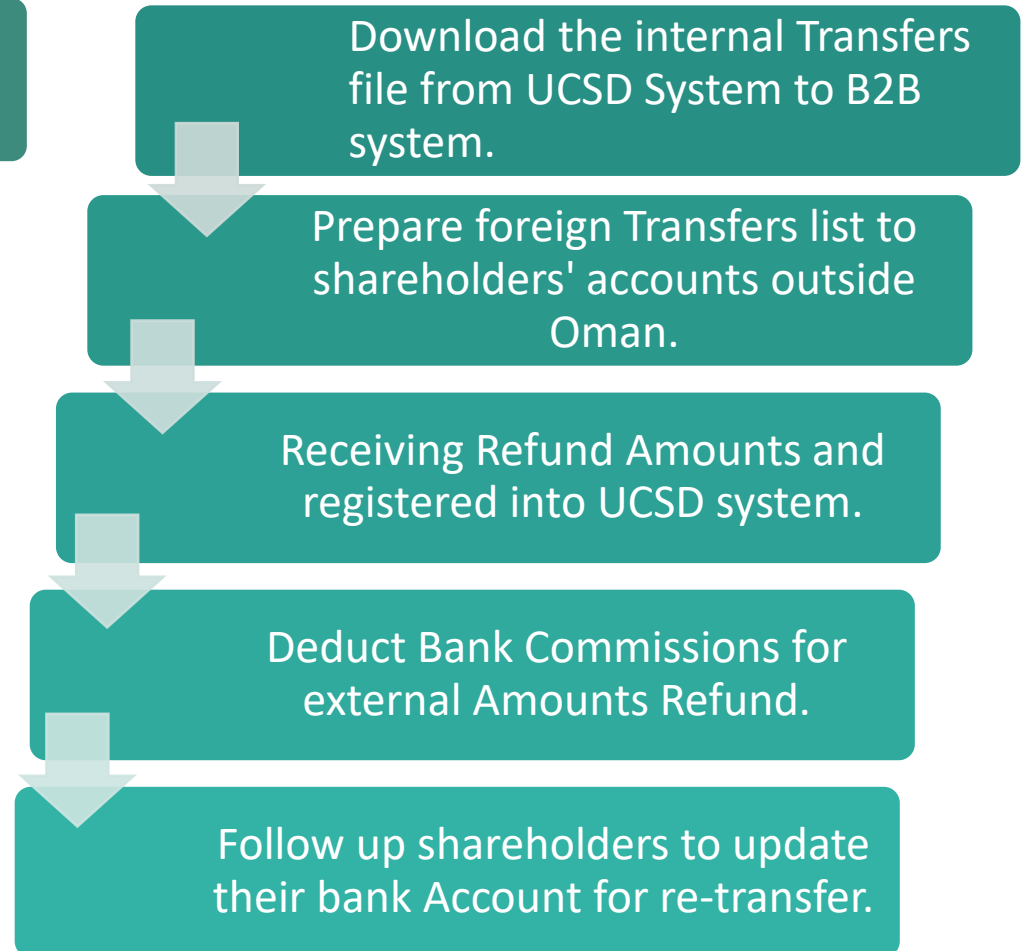 Download the internal Transfers
file from UCSD System to B2B
system.
Prepare foreign Transfers list to
shareholders' accounts outside
Oman.
Receiving Refund Amounts and
registered into UCSD system.
Deduct Bank Commissions for
external Amounts Refund.
Follow up shareholders to update
their bank Account for re-transfer.